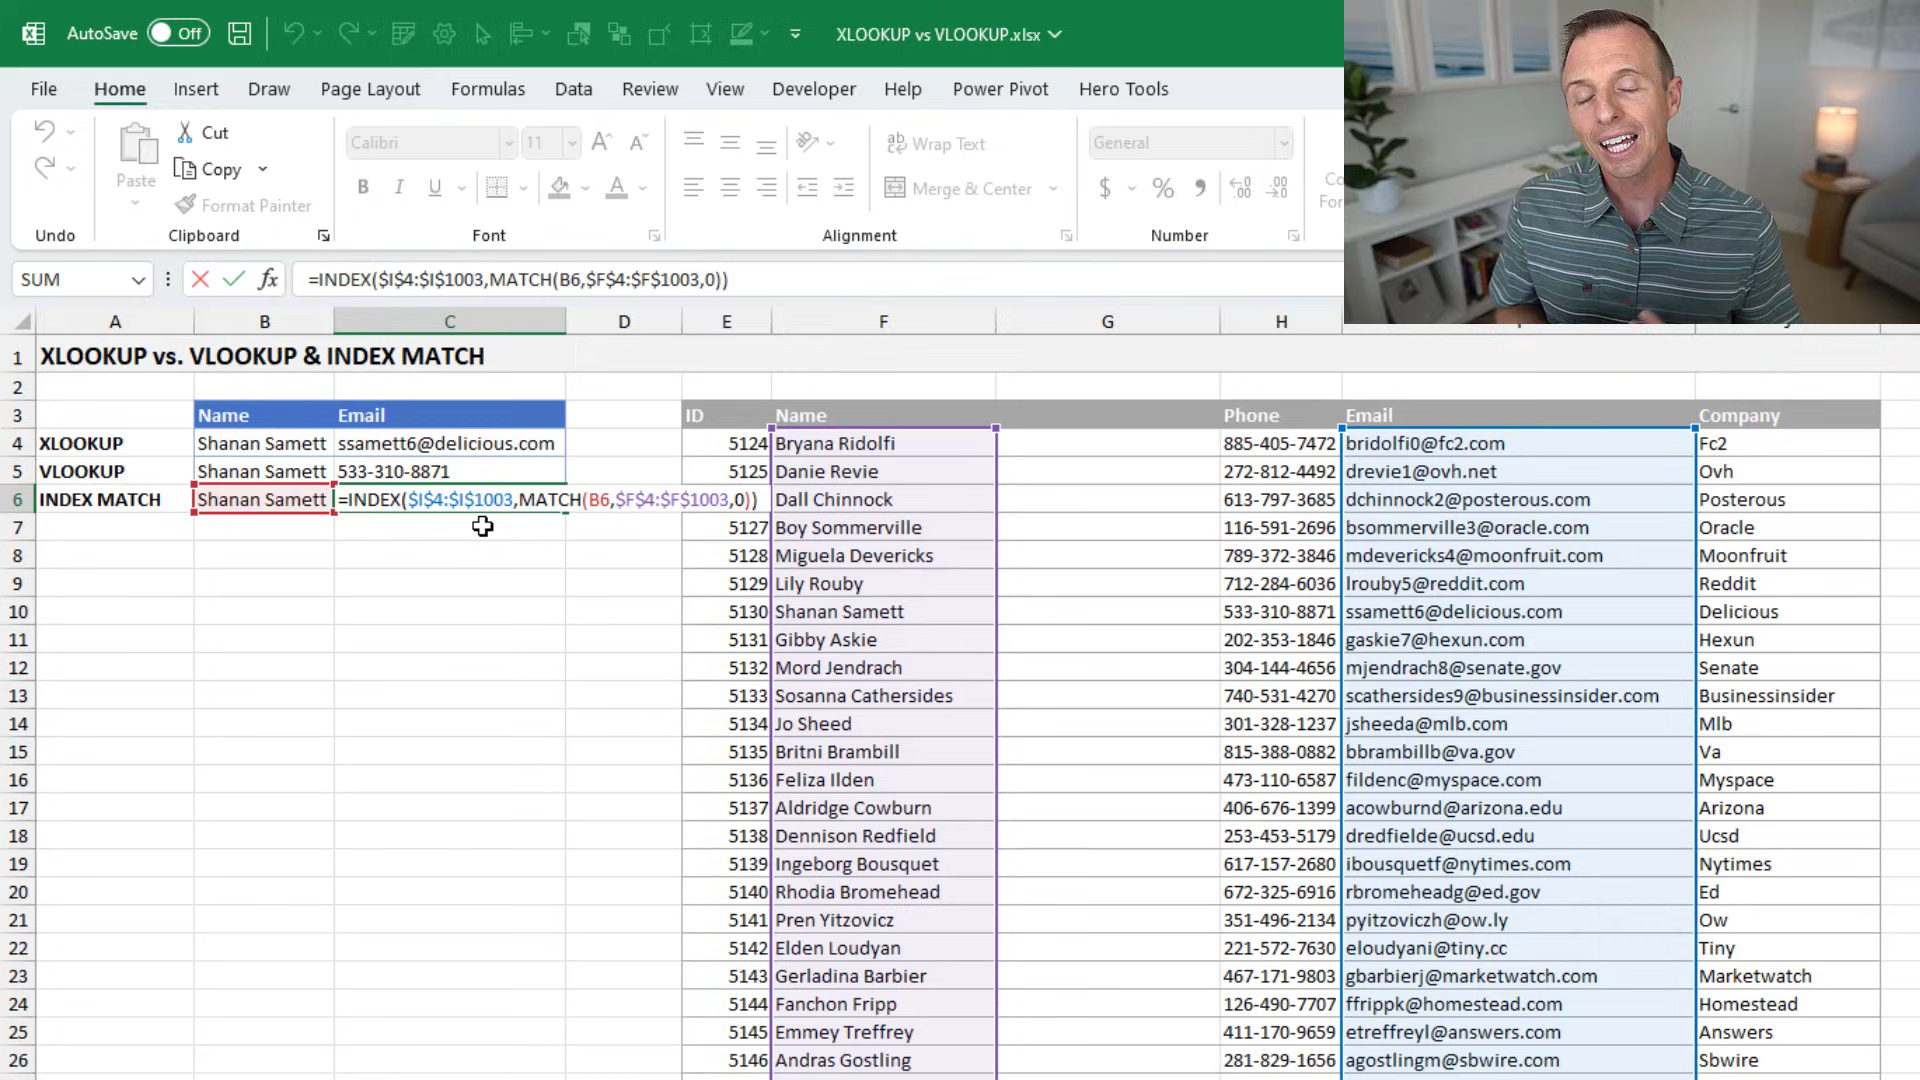 AutoSave Off XLOOKUP vs VLOOKUP.xlsx
File Home Insert Draw Page Layout Formulas Data Review View Developer Help Power Pivot Hero Tools
Paste Cut Calibri 11 Wrap Text General
Copy
Format Painter Merge & Center
Undo Clipboard Font Alignment Number
SUM fx =INDEX($I$4:$I$1003,MATCH(B6,$F$4:$F$1003,0))
A B C D E F G H
1 XLOOKUP vs. VLOOKUP & INDEX MATCH
2
3 Name Email ID Name Phone Email Company
4 XLOOKUP Shanan Samett ssamett6@delicious.com 5124 Bryana Ridolfi 885-405-7472 bridolfi0@fc2.com Fc2
5 VLOOKUP Shanan Samett 533-310-8871 5125 Danie Revie 272-812-4492 drevie1@ovh.net Ovh
6 INDEX MATCH Shanan Samett =INDEX($I$4:$I$1003,MATCH(B6,$F$4:$F$1003,0)) Dall Chinnock 613-797-3685 dchinnock2@posterous.com Posterous
7 5127 Boy Sommerville 116-591-2696 bsommerville3@oracle.com Oracle
8 5128 Miguela Devericks 789-372-3846 mdevericks4@moonfruit.com Moonfruit
9 5129 Lily Rouby 712-284-6036 lrouby5@reddit.com Reddit
10 5130 Shanan Samett 533-310-8871 ssamett6@delicious.com Delicious
11 5131 Gibby Askie 202-353-1846 gaskie7@hexun.com Hexun
12 5132 Mord Jendrach 304-144-4656 mjendrach8@senate.gov Senate
13 5133 Sosanna Cathersides 740-531-4270 scathersides9@businessinsider.com Businessinsider
14 5134 Jo Sheed 301-328-1237 jsheeda@mlb.com Mlb
15 5135 Britni Brambill 815-388-0882 bbrambillb@va.gov Va
16 5136 Feliza Ilden 473-110-6587 fildenc@myspace.com Myspace
17 5137 Aldridge Cowburn 406-676-1399 acowburnd@arizona.edu Arizona
18 5138 Dennison Redfield 253-453-5179 dredfielde@ucsd.edu Ucsd
19 5139 Ingeborg Bousquet 617-157-2680 ibousquetf@nytimes.com Nytimes
20 5140 Rhodia Bromehead 672-325-6916 rbromeheadg@ed.gov Ed
21 5141 Pren Yitzovicz 351-496-2134 pyitzoviczh@ow.ly Ow
22 5142 Elden Loudyan 221-572-7630 eloudyani@tiny.cc Tiny
23 5143 Gerladina Barbier 467-171-9803 gbarbierj@marketwatch.com Marketwatch
24 5144 Fanchon Fripp 126-490-7707 ffrippk@homestead.com Homestead
25 5145 Emmey Treffrey 411-170-9659 etreffreyl@answers.com Answers
26 5146 Andras Gostling 281-829-1656 agostlingm@sbwire.com Sbwire